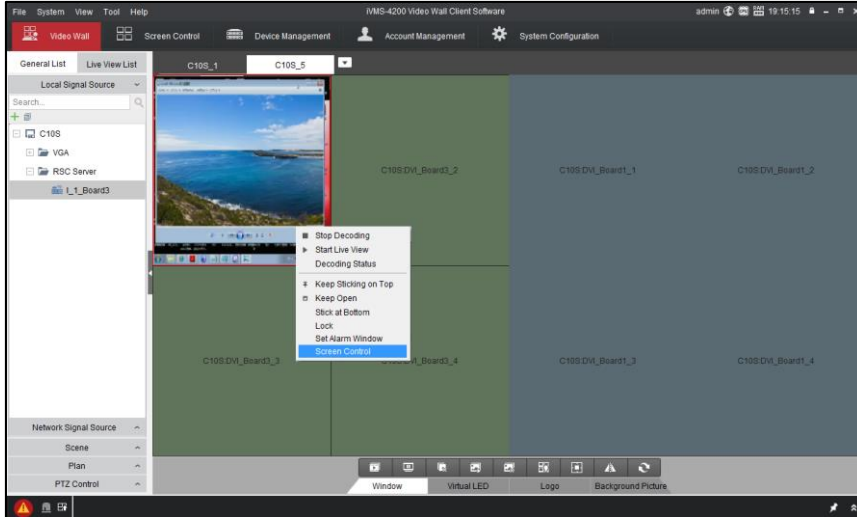 File System View Tool Help
iVMS-4200 Video Wall Client Software
admin
19:15:15
Video Wall
Screen Control
Device Management
Account Management
System Configuration
General List
Live View List
C10S_1
C10S_5
Local Signal Source
Search...
C10S
VGA
RSC Server
I_1_Board3
C10S:DVI_Board3_2
C10S:DVI_Board1_1
C10S:DVI_Board1_2
Stop Decoding
Start Live View
Decoding Status
Keep Sticking on Top
Keep Open
Stick at Bottom
Lock
Set Alarm Window
Screen Control
C10S:DVI_Board3_3
C10S:DVI_Board3_4
C10S:DVI_Board1_3
C10S:DVI_Board1_4
Network Signal Source
Scene
Plan
PTZ Control
Window
Virtual LED
Logo
Background Picture